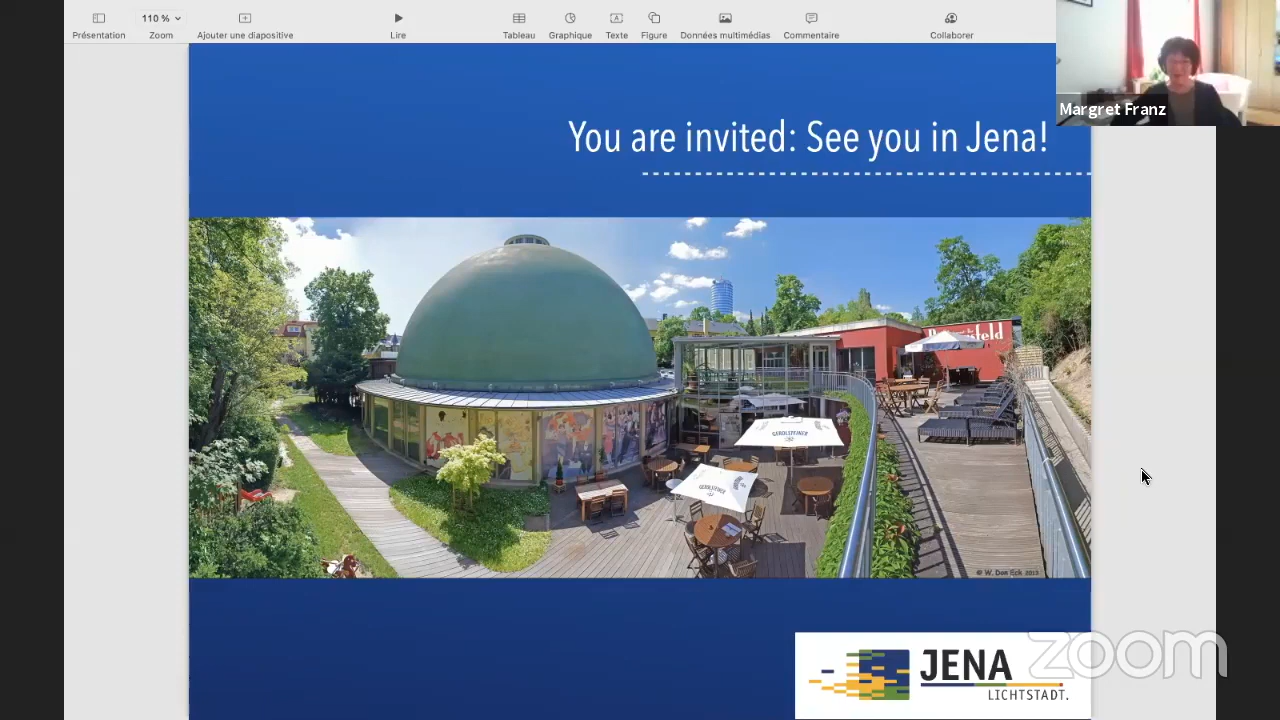 110 %
Présentation
Zoom
Ajouter une diapositive
Lire
Tableau
Graphique
Texte
Figure
Données multimédias
Commentaire
Collaborer
Margret Franz
You are invited: See you in Jena!
GEROLSTEINER
GEROLSTEINER
© W. Don Eck 2013
JENA
LICHTSTADT.
zoom